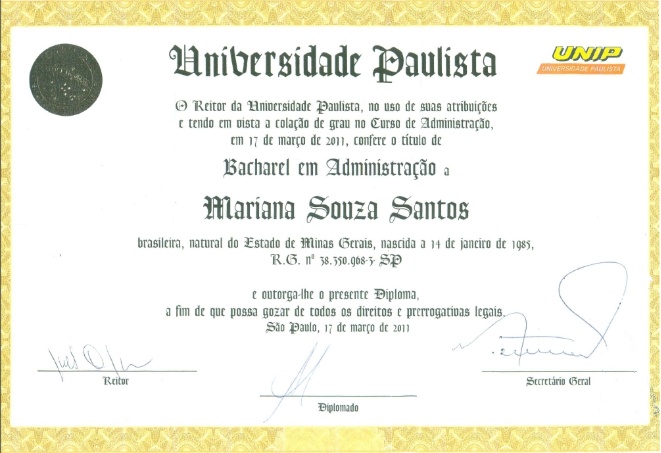 Universidade Paulista
UNIP
UNIVERSIDADE PAULISTA
O Reitor da Universidade Paulista, no uso de suas atribuições
e tendo em vista a colação de grau no Curso de Administração,
em 17 de março de 2011, confere o título de
Bacharel em Administração a
Mariana Souza Santos
brasileira, natural do Estado de Minas Gerais, nascida a 14 de janeiro de 1985,
R.G. nº 38.350.968-3- SP
e outorga-lhe o presente Diploma,
a fim de que possa gozar de todos os direitos e prerrogativas legais.
São Paulo, 17 de março de 2011
Reitor
Diplomado
Secretário Geral